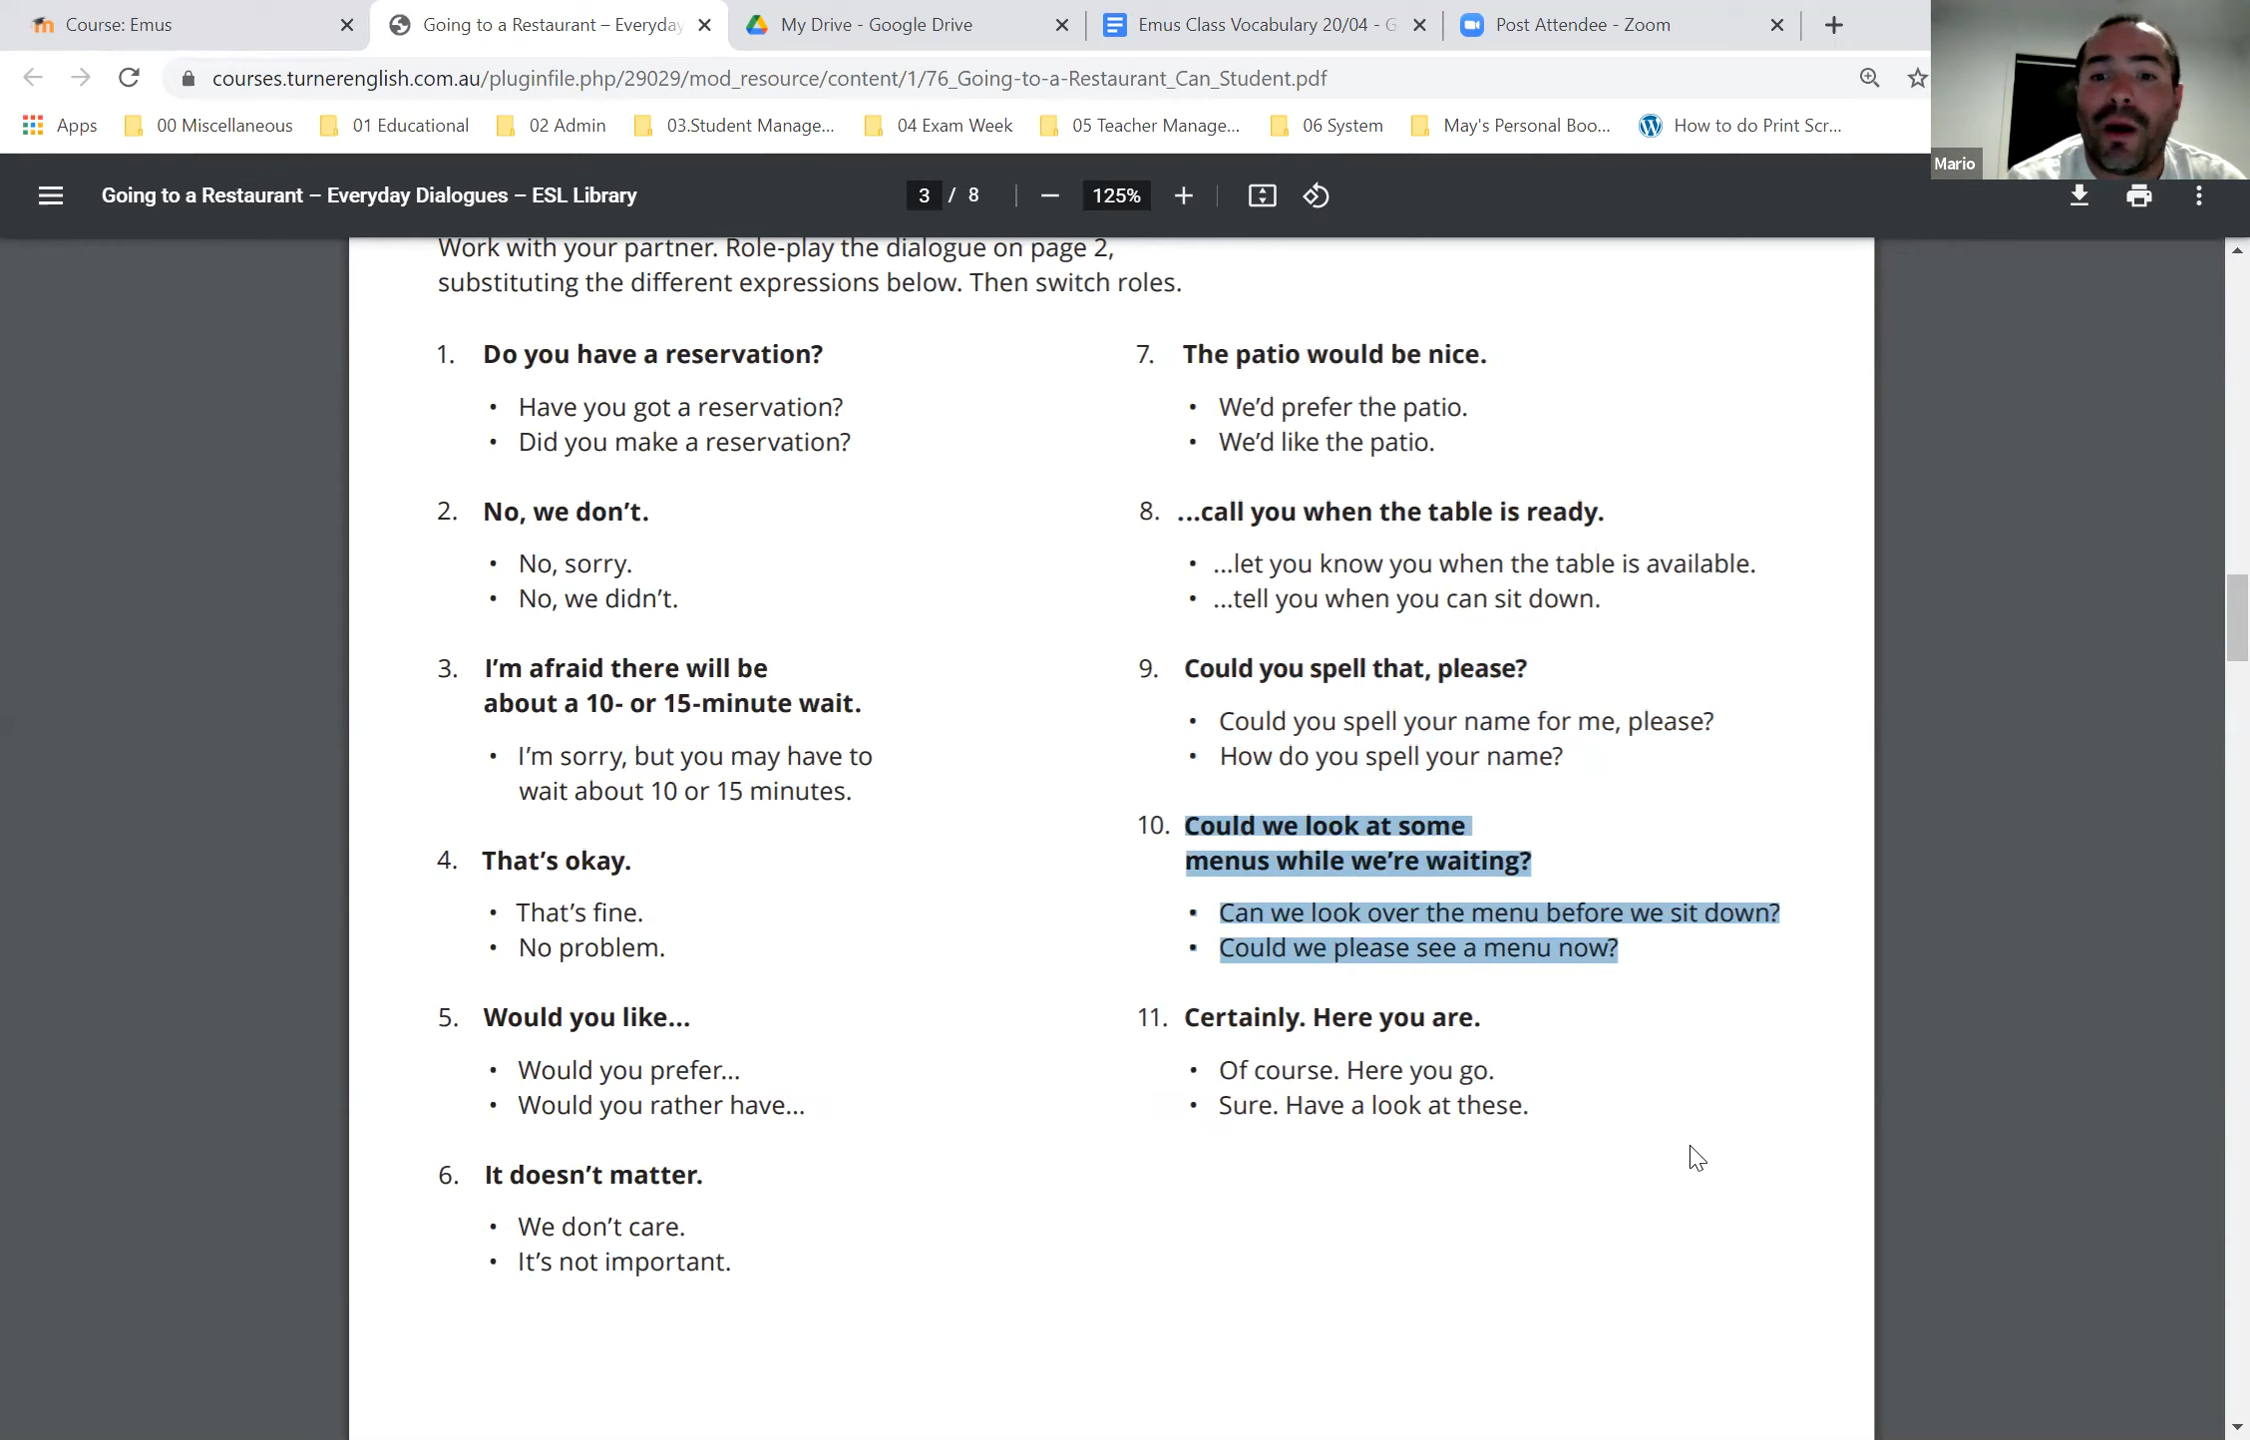 Course: Emus
Going to a Restaurant – Everyday
My Drive - Google Drive
Emus Class Vocabulary 20/04 - G
Post Attendee - Zoom
courses.turnerenglish.com.au/pluginfile.php/29029/mod_resource/content/1/76_Going-to-a-Restaurant_Can_Student.pdf
Apps
00 Miscellaneous
01 Educational
02 Admin
03.Student Manage...
04 Exam Week
05 Teacher Manage...
06 System
May's Personal Boo...
How to do Print Scr...
Mario
Going to a Restaurant – Everyday Dialogues – ESL Library
3 / 8
125%
Work with your partner. Role-play the dialogue on page 2,
substituting the different expressions below. Then switch roles.
1. Do you have a reservation?
• Have you got a reservation?
• Did you make a reservation?
2. No, we don’t.
• No, sorry.
• No, we didn’t.
3. I’m afraid there will be
about a 10- or 15-minute wait.
• I’m sorry, but you may have to
wait about 10 or 15 minutes.
4. That’s okay.
• That’s fine.
• No problem.
5. Would you like...
• Would you prefer...
• Would you rather have...
6. It doesn’t matter.
• We don’t care.
• It’s not important.
7. The patio would be nice.
• We’d prefer the patio.
• We’d like the patio.
8. ...call you when the table is ready.
• ...let you know you when the table is available.
• ...tell you when you can sit down.
9. Could you spell that, please?
• Could you spell your name for me, please?
• How do you spell your name?
10. Could we look at some
menus while we’re waiting?
• Can we look over the menu before we sit down?
• Could we please see a menu now?
11. Certainly. Here you are.
• Of course. Here you go.
• Sure. Have a look at these.